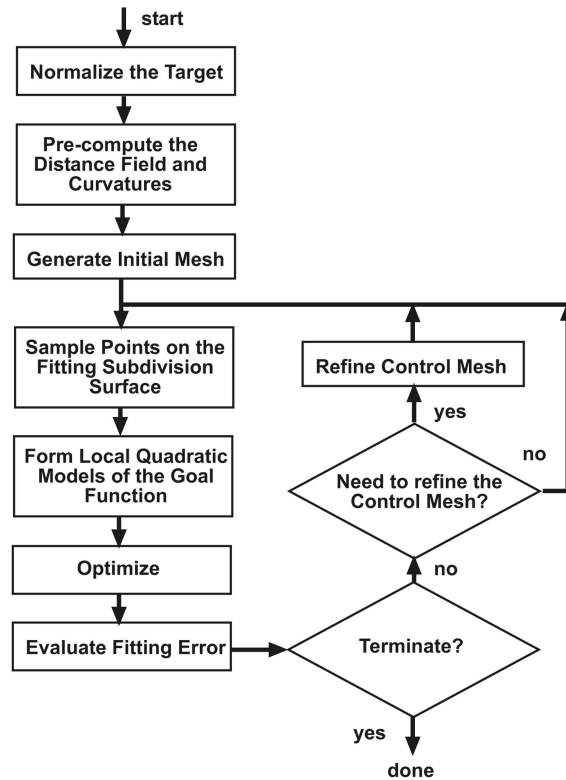 start
Normalize the Target
Pre-compute the
Distance Field and
Curvatures
Generate Initial Mesh
Sample Points on the
Fitting Subdivision
Surface
Form Local Quadratic
Models of the Goal
Function
Optimize
Evaluate Fitting Error
Refine Control Mesh
yes
no
Need to refine the
Control Mesh?
no
Terminate?
yes
done